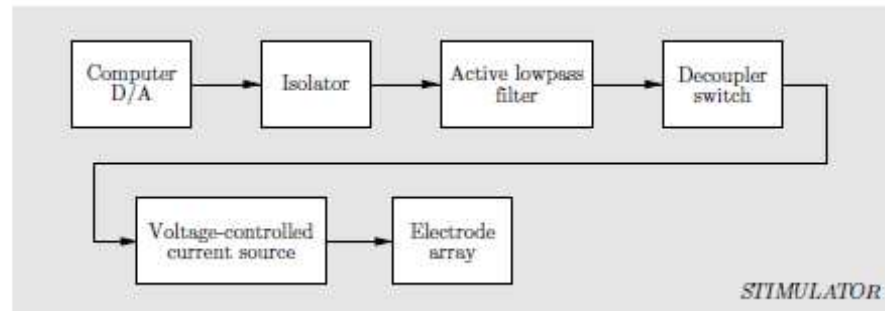 Computer
D/A
Isolator
Active lowpass
filter
Decoupler
switch
Voltage-controlled
current source
Electrode
array
STIMULATOR